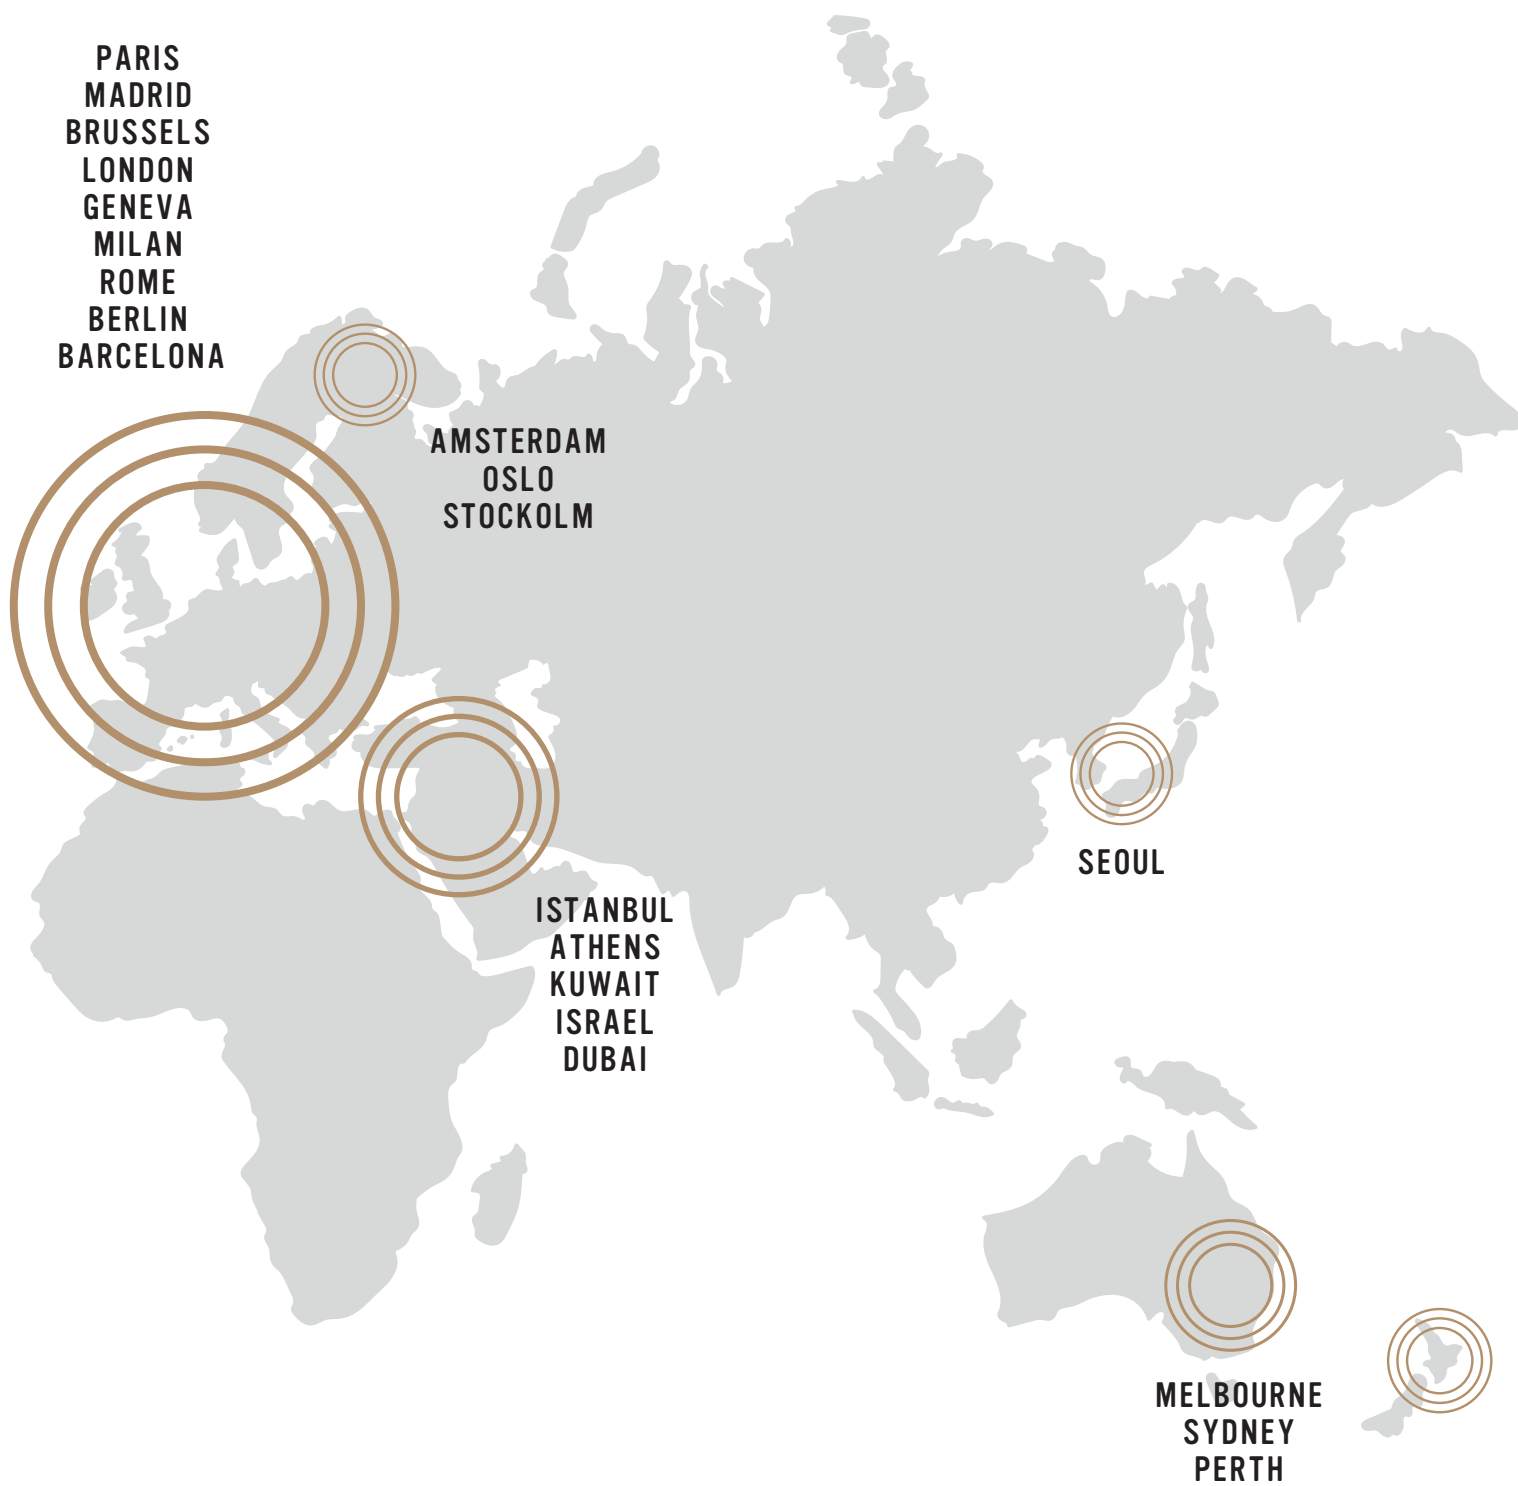 PARIS
MADRID
BRUSSELS
LONDON
GENEVA
MILAN
ROME
BERLIN
BARCELONA
AMSTERDAM
OSLO
STOCKOLM
SEOUL
ISTANBUL
ATHENS
KUWAIT
ISRAEL
DUBAI
MELBOURNE
SYDNEY
PERTH